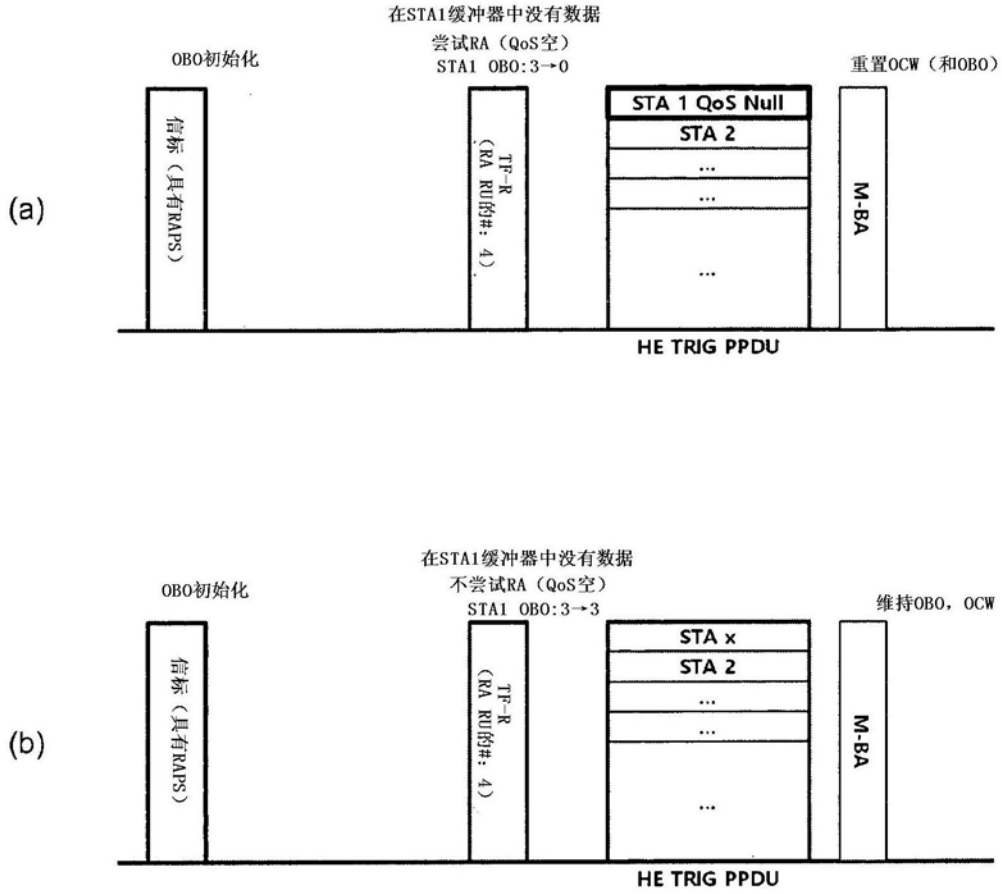 在STA1缓冲器中没有数据
尝试RA（QoS空）
STA1 OBO:3→0
OBO初始化
重置OCW（和OBO）
(a)
信标（具有RAPS）
TF-R
(RA RU的#: 4)
STA 1 QoS Null
STA 2
...
...
...
M-BA
HE TRIG PPDU
在STA1缓冲器中没有数据
不尝试RA（QoS空）
STA1 OBO:3→3
OBO初始化
维持OBO, OCW
(b)
信标（具有RAPS）
TF-R
(RA RU的#: 4)
STA x
STA 2
...
...
...
M-BA
HE TRIG PPDU